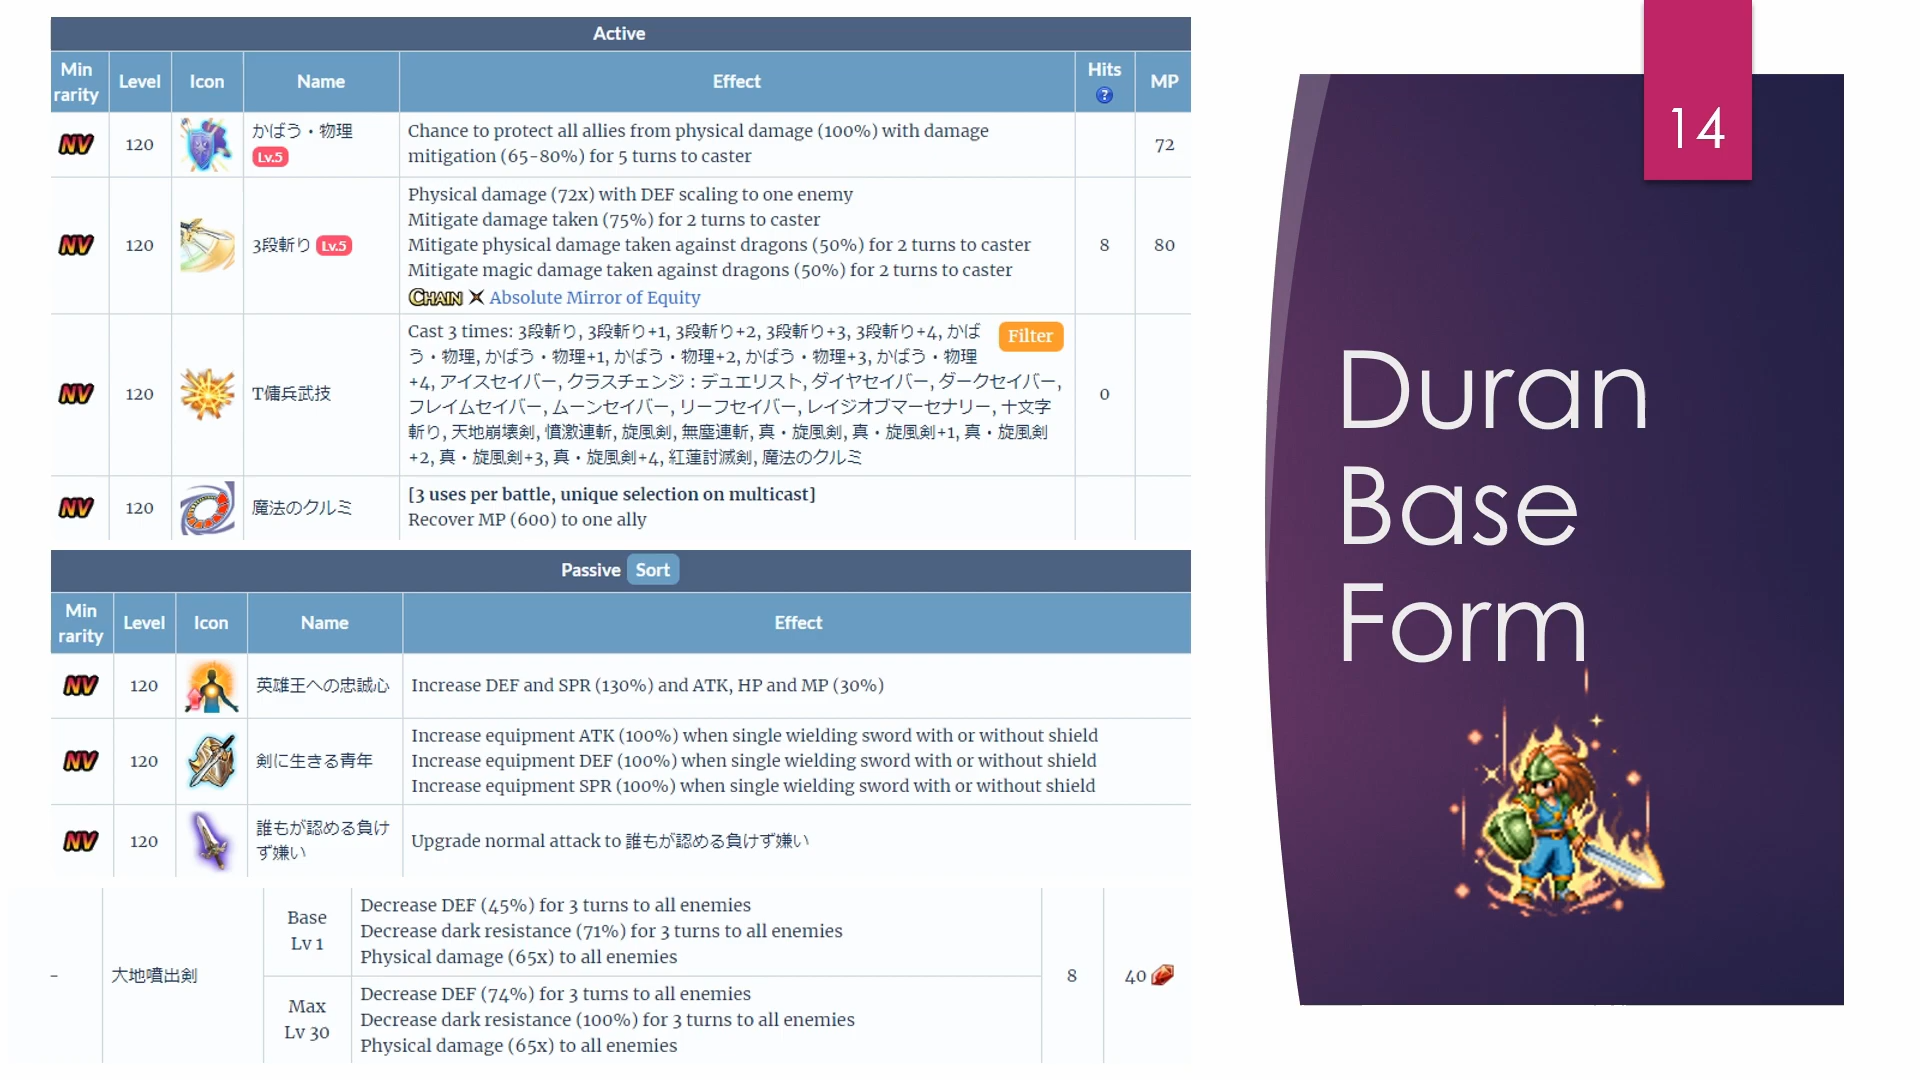 Active
Min rarity Level Icon Name Effect Hits ? MP
NV 120 かばう・物理 Lv.5
Chance to protect all allies from physical damage (100%) with damage
mitigation (65-80%) for 5 turns to caster
72
NV 120 3段斬り Lv.5
Physical damage (72x) with DEF scaling to one enemy
Mitigate damage taken (75%) for 2 turns to caster
Mitigate physical damage taken against dragons (50%) for 2 turns to caster
Mitigate magic damage taken against dragons (50%) for 2 turns to caster
CHAIN Absolute Mirror of Equity
8 80
NV 120 T傭兵武技
Cast 3 times: 3段斬り, 3段斬り+1, 3段斬り+2, 3段斬り+3, 3段斬り+4, かば
Filter
う・物理, かばう・物理+1, かばう・物理+2, かばう・物理+3, かばう・物理
+4, アイスセイバー, クラスチェンジ：デュエリスト, ダイヤセイバー, ダークセイバー,
フレイムセイバー, ムーンセイバー, リーフセイバー, レイジオブマーセナリー, 十文字
斬り, 天地崩壊剣, 憤激連斬, 旋風剣, 無塵連斬, 真・旋風剣, 真・旋風剣+1, 真・旋風剣
+2, 真・旋風剣+3, 真・旋風剣+4, 紅蓮討滅剣, 魔法のクルミ
0
NV 120 魔法のクルミ
[3 uses per battle, unique selection on multicast]
Recover MP (600) to one ally
Passive Sort
Min rarity Level Icon Name Effect
NV 120 英雄王への忠誠心 Increase DEF and SPR (130%) and ATK, HP and MP (30%)
NV 120 剣に生きる青年
Increase equipment ATK (100%) when single wielding sword with or without shield
Increase equipment DEF (100%) when single wielding sword with or without shield
Increase equipment SPR (100%) when single wielding sword with or without shield
NV 120 誰もが認める負け
ず嫌い
Upgrade normal attack to 誰もが認める負けず嫌い
- 大地噴出剣
Base
Lv 1
Decrease DEF (45%) for 3 turns to all enemies
Decrease dark resistance (71%) for 3 turns to all enemies
Physical damage (65x) to all enemies
Max
Lv 30
Decrease DEF (74%) for 3 turns to all enemies
Decrease dark resistance (100%) for 3 turns to all enemies
Physical damage (65x) to all enemies
8 40
14
Duran
Base
Form